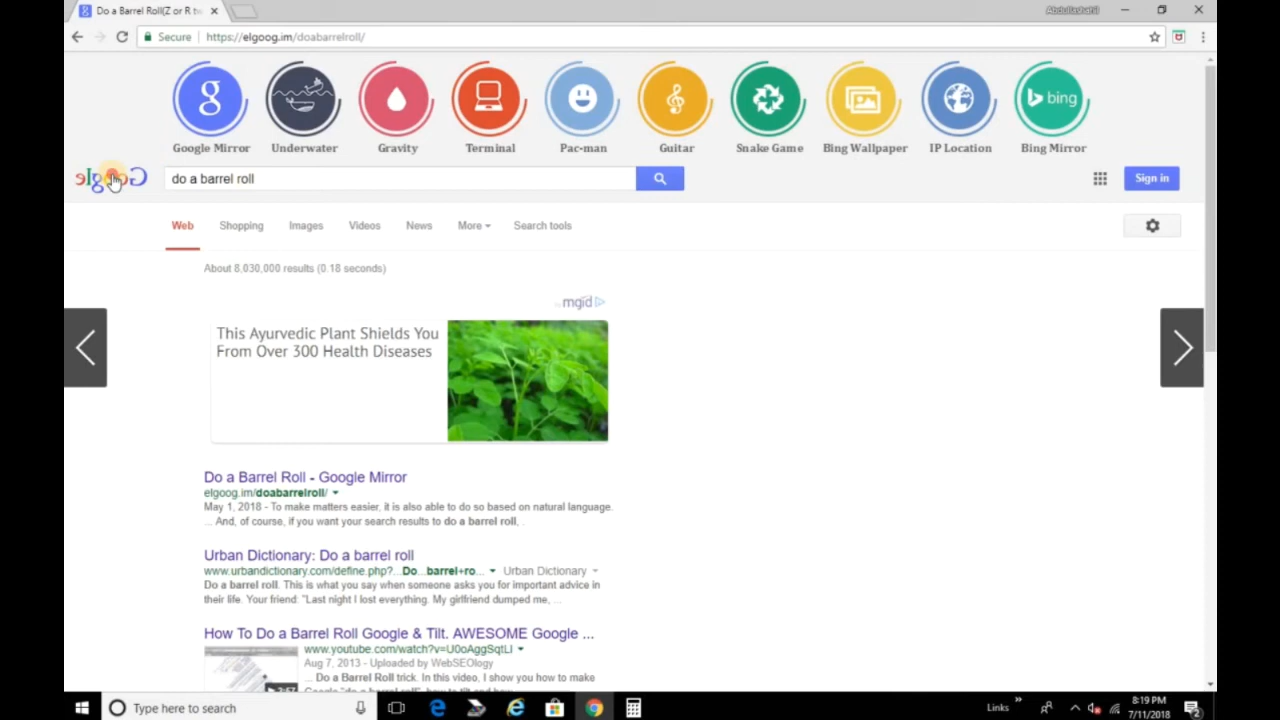 Do a Barrel Roll(Z or R tw
Abdullashafil
Secure
https://elgoog.im/doabarrelroll/
Google Mirror
Underwater
Gravity
Terminal
Pac-man
Guitar
Snake Game
Bing Wallpaper
IP Location
bing
Bing Mirror
Google
do a barrel roll
Sign in
Web
Shopping
Images
Videos
News
More
Search tools
About 8,030,000 results (0.18 seconds)
mgid
This Ayurvedic Plant Shields You
From Over 300 Health Diseases
Do a Barrel Roll - Google Mirror
elgoog.im/doabarrelroll/
May 1, 2018 - To make matters easier, it is also able to do so based on natural language.
... And, of course, if you want your search results to do a barrel roll, .
Urban Dictionary: Do a barrel roll
www.urbandictionary.com/define.php?...Do...barrel+ro... Urban Dictionary
Do a barrel roll. This is what you say when someone asks you for important advice in
their life. Your friend: "Last night I lost everything. My girlfriend dumped me, ...
How To Do a Barrel Roll Google & Tilt. AWESOME Google ...
www.youtube.com/watch?v=U0oAggSqtLI
Aug 7, 2013 - Uploaded by WebSEOlogy
... Do a Barrel Roll trick. In this video, I show you how to make
Type here to search
Links
8:19 PM
7/11/2018
2